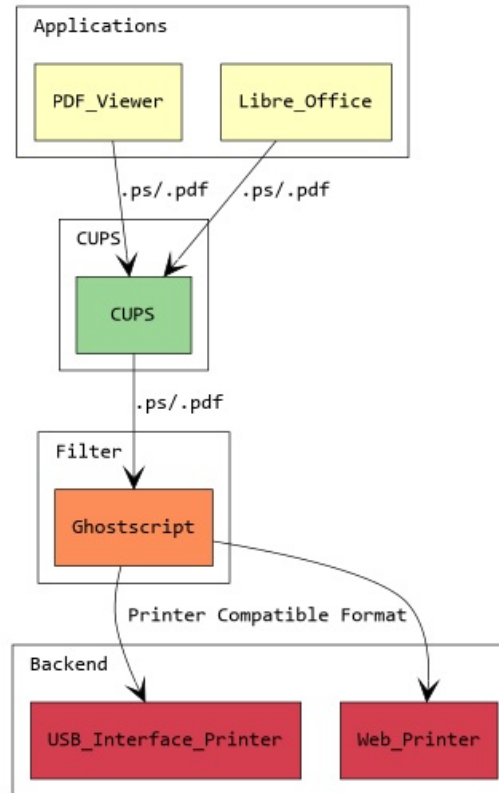 Applications
PDF_Viewer
Libre_Office
.ps/.pdf
.ps/.pdf
CUPS
CUPS
.ps/.pdf
Filter
Ghostscript
Printer Compatible Format
Backend
USB_Interface_Printer
Web_Printer